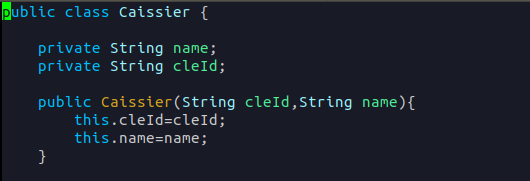 public class Caissier {
private String name;
private String cleId;
public Caissier(String cleId,String name){
this.cleId=cleId;
this.name=name;
}